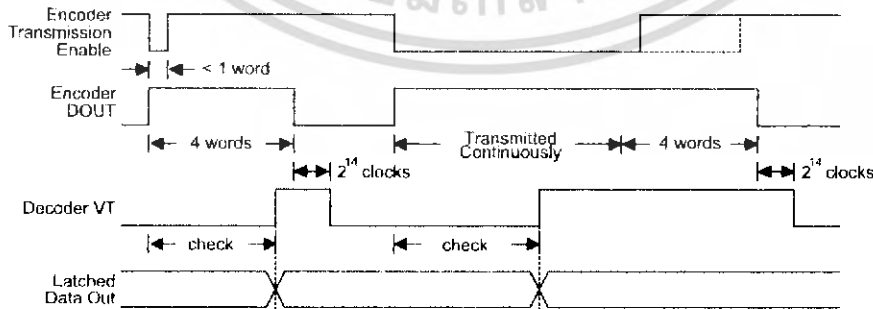 Encoder
Transmission
Enable
< 1 word
Encoder
DOUT
4 words
Transmitted
Continuously
4 words
2^14 clocks
2^14 clocks
Decoder VT
check
check
Latched
Data Out